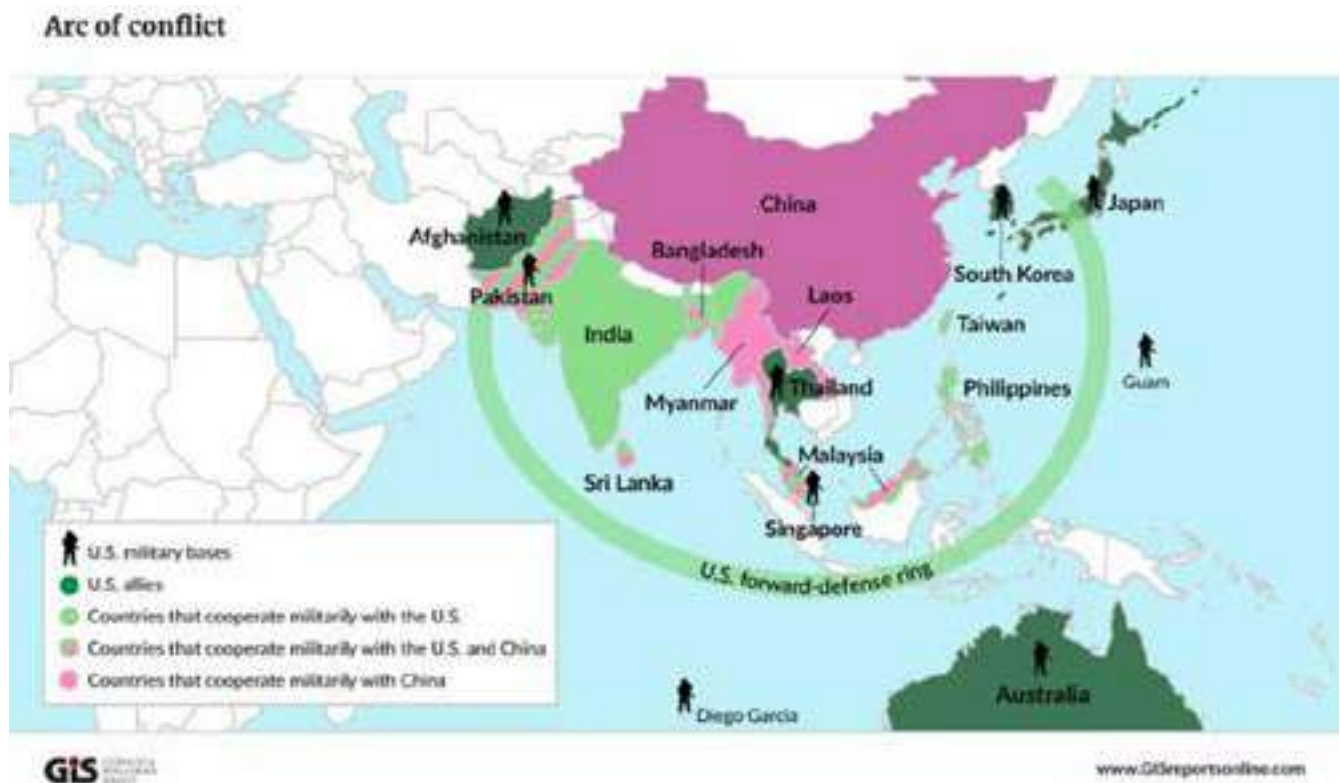 Arc of conflict
China
Japan
Afghanistan
Bangladesh
South Korea
Pakistan
Laos
Taiwan
India
Guam
Myanmar
Thailand
Philippines
Malaysia
Sri Lanka
Singapore
U.S. forward-defense ring
U.S. military bases
U.S. allies
Countries that cooperate militarily with the U.S.
Countries that cooperate militarily with the U.S. and China
Countries that cooperate militarily with China
Australia
Diego Garcia
GIS
www.GISreportsonline.com